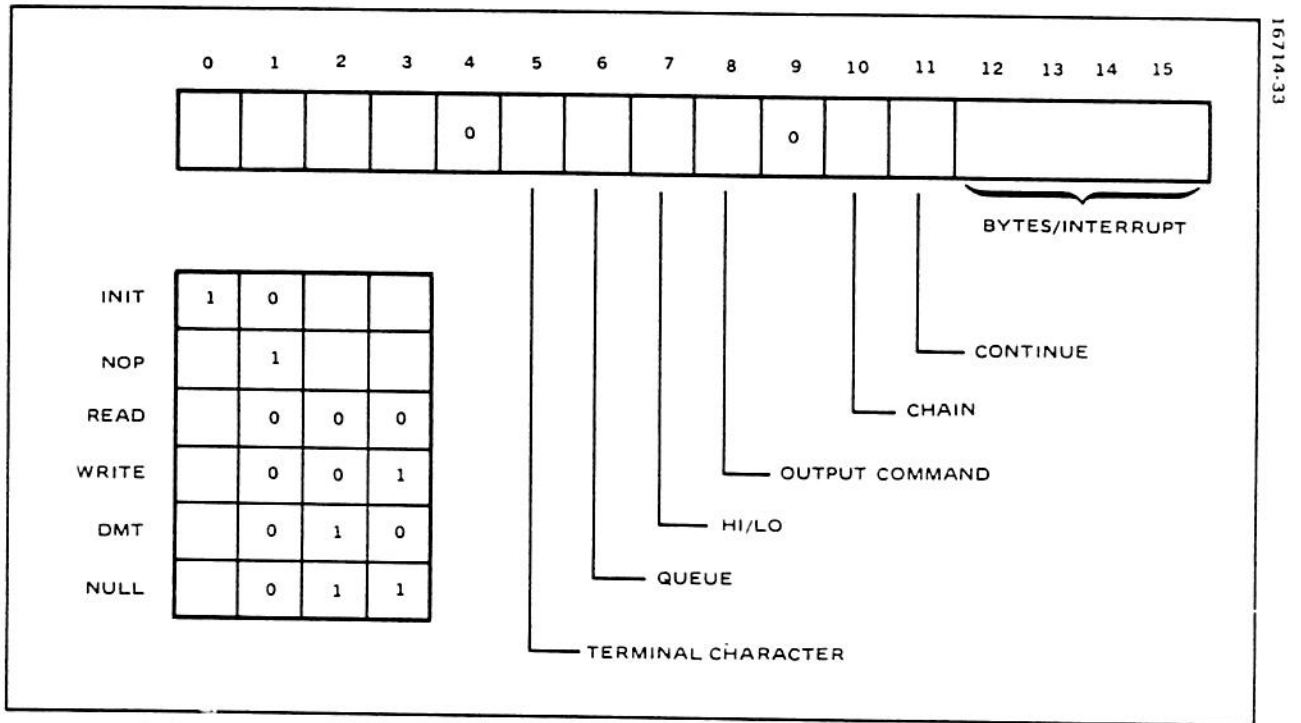 16714-33
0 1 2 3 4 5 6 7 8 9 10 11 12 13 14 15
0 0
BYTES/INTERRUPT
INIT 1 0
NOP 1
READ 0 0 0
WRITE 0 0 1
DMT 0 1 0
NULL 0 1 1
CONTINUE
CHAIN
OUTPUT COMMAND
HI/LO
QUEUE
TERMINAL CHARACTER